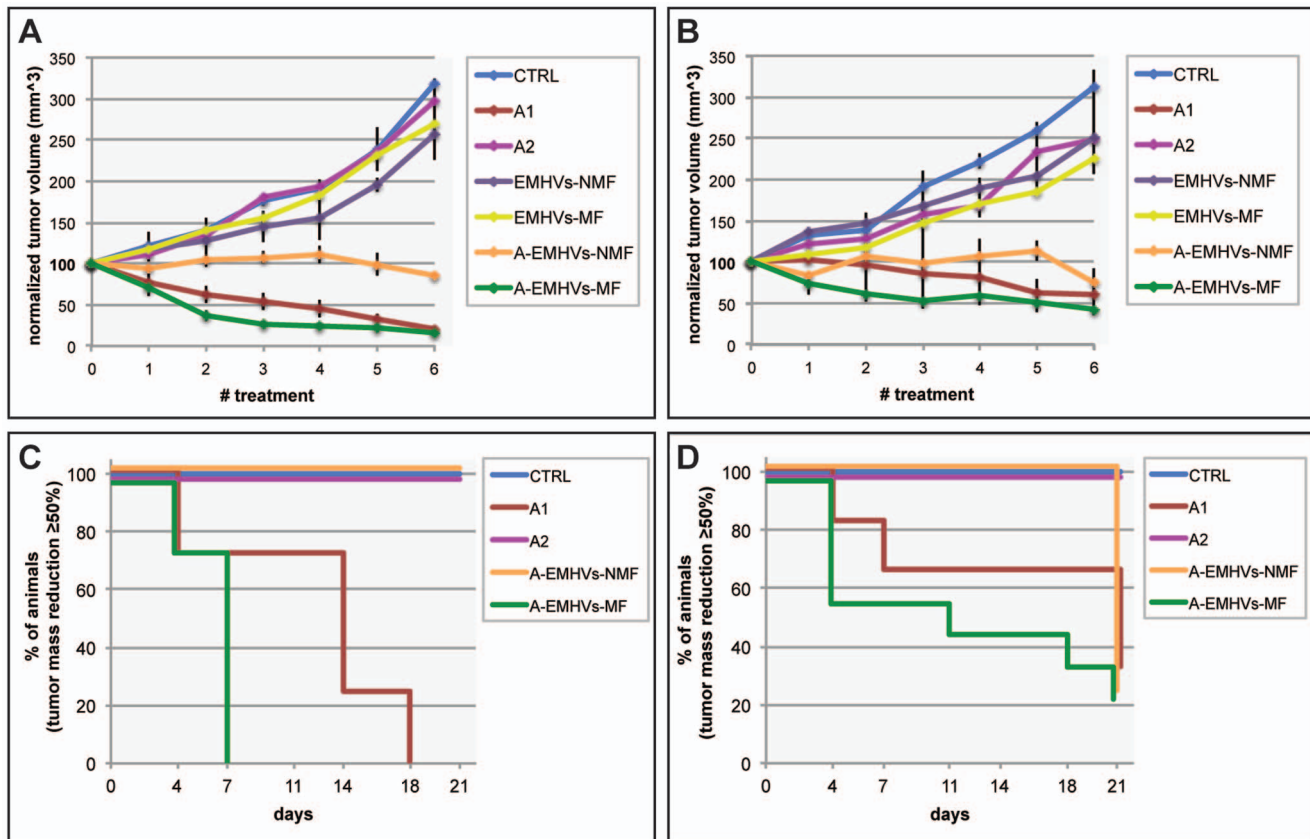 A
normalized tumor volume (mm^3)
350
300
250
200
150
100
50
0
0 1 2 3 4 5 6
# treatment
CTRL
A1
A2
EMHVs-NMF
EMHVs-MF
A-EMHVs-NMF
A-EMHVs-MF
B
normalized tumor volume (mm^3)
350
300
250
200
150
100
50
0
0 1 2 3 4 5 6
# treatment
CTRL
A1
A2
EMHVs-NMF
EMHVs-MF
A-EMHVs-NMF
A-EMHVs-MF
C
% of animals
(tumor mass reduction ≥50%)
100
80
60
40
20
0
0 4 7 11 14 18 21
days
CTRL
A1
A2
A-EMHVs-NMF
A-EMHVs-MF
D
% of animals
(tumor mass reduction ≥50%)
100
80
60
40
20
0
0 4 7 11 14 18 21
days
CTRL
A1
A2
A-EMHVs-NMF
A-EMHVs-MF